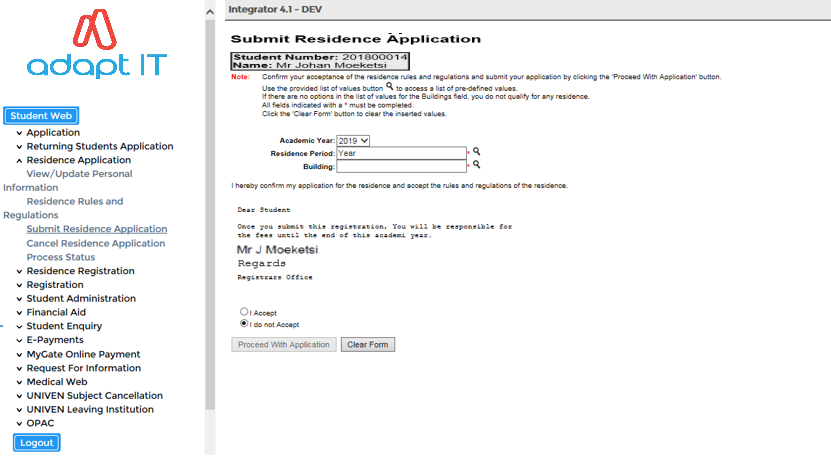 adapt IT
Student Web
Application
Returning Students Application
Residence Application
View/Update Personal
Information
Residence Rules and
Regulations
Submit Residence Application
Cancel Residence Application
Process Status
Residence Registration
Registration
Student Administration
Financial Aid
Student Enquiry
E-Payments
MyGate Online Payment
Request For Information
Medical Web
UNIVEN Subject Cancellation
UNIVEN Leaving Institution
OPAC
Logout
Integrator 4.1 - DEV
Submit Residence Application
Student Number: 201800014
Name: Mr Johan Moeketsi
Note: Confirm your acceptance of the residence rules and regulations and submit your application by clicking the 'Proceed With Application' button.
Use the provided list of values button to access a list of pre-defined values.
If there are no options in the list of values for the Buildings field, you do not qualify for any residence.
All fields indicated with a * must be completed.
Click the 'Clear Form' button to clear the inserted values.
Academic Year: 2019
Residence Period: Year *
Building: *
I hereby confirm my application for the residence and accept the rules and regulations of the residence.
Dear Student
Once you submit this registration, You will be responsible for
the fees until the end of this academi year.
Mr J Moeketsi
Regards
Registrars Office
I Accept
I do not Accept
Proceed With Application Clear Form